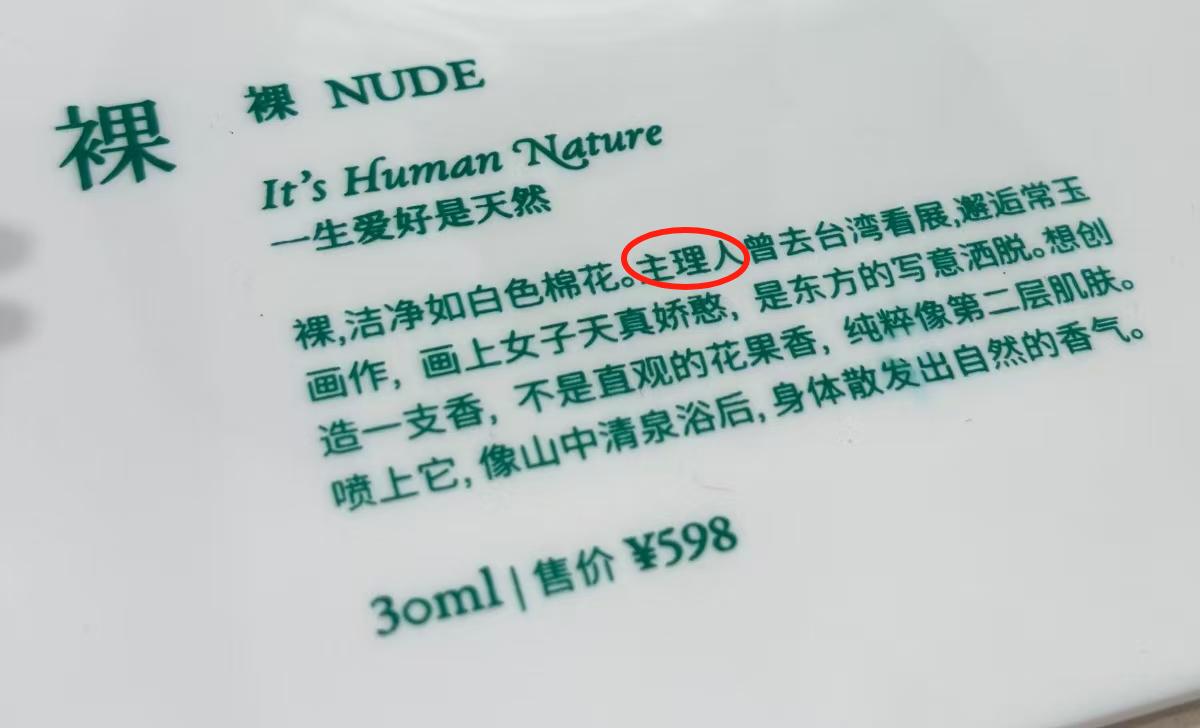 裸
裸 NUDE
It's Human Nature
一生爱好是天然
裸,洁净如白色棉花。主理人曾去台湾看展,邂逅常玉
画作，画上女子天真娇憨，是东方的写意洒脱。想创
造一支香，不是直观的花果香，纯粹像第二层肌肤。
喷上它,像山中清泉浴后,身体散发出自然的香气。
30ml | 售价 ¥598